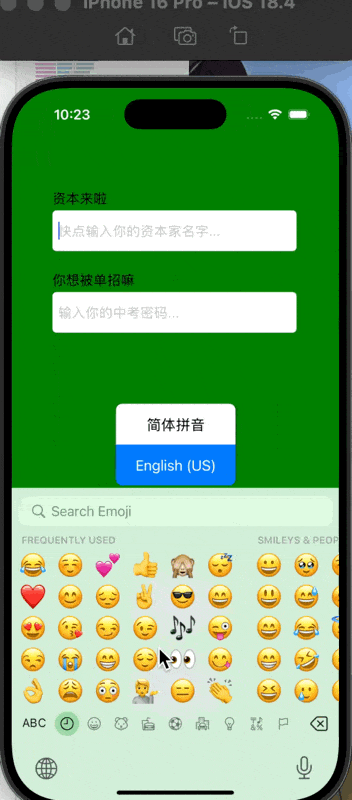 iPhone 16 Pro – iOS 18.4
10:23
资本来啦
快点输入你的资本家名字...
你想被单招嘛
输入你的中考密码...
简体拼音
English (US)
Search Emoji
FREQUENTLY USED
SMILEYS & PEOP
ABC